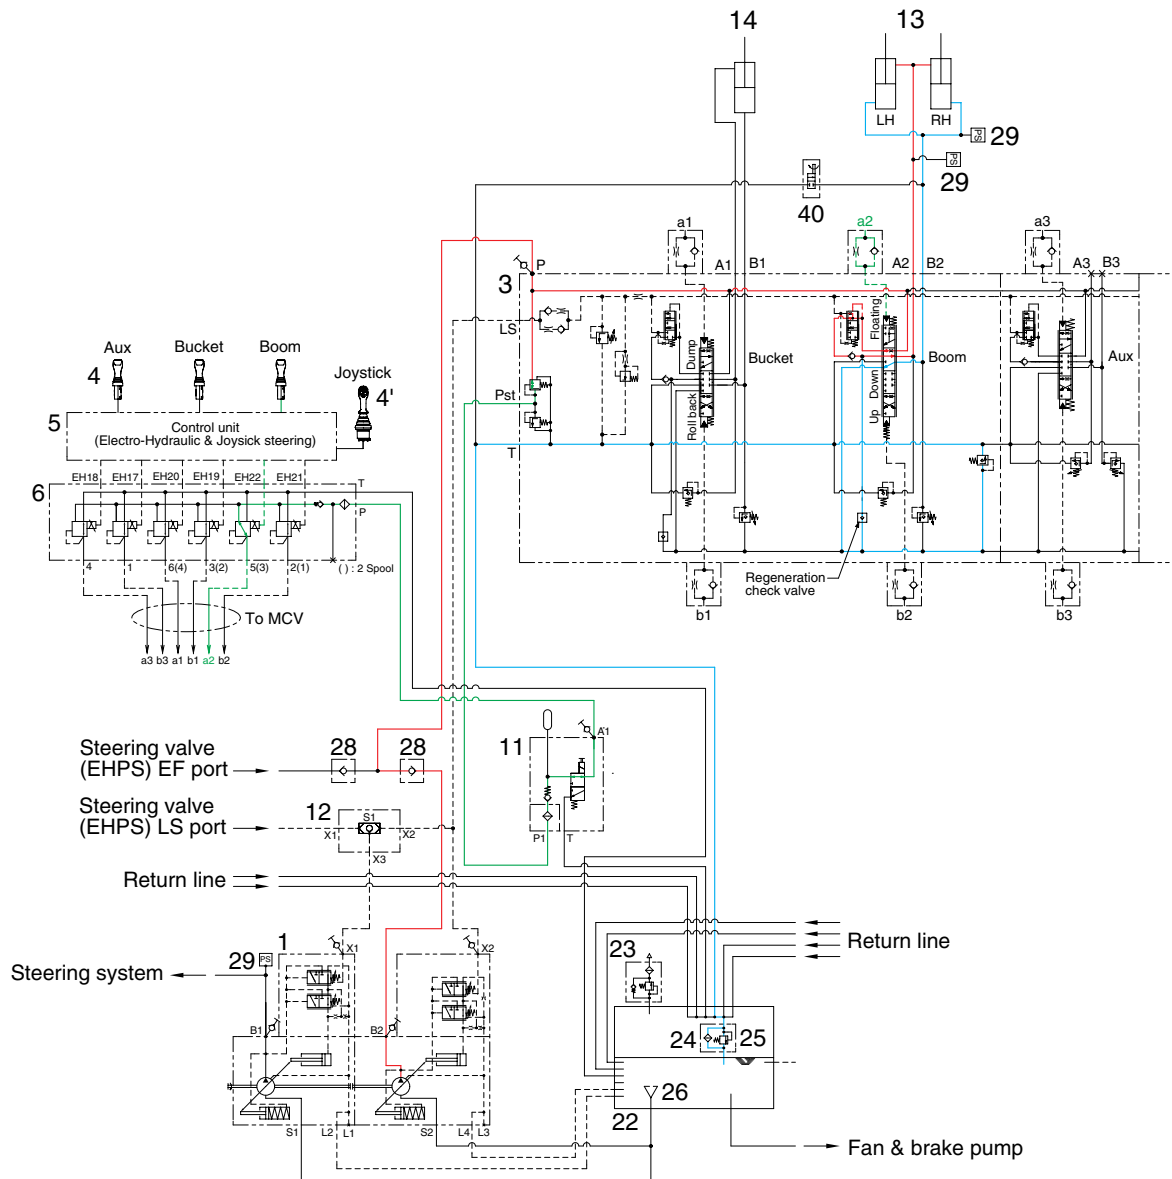 14
13
LH
RH
PS
29
PS
29
40
a1
a2
a3
A1
B1
A2
B2
A3
B3
P
3
LS
Floating
Dump
Bucket
Down
Boom
Aux
Roll back
Up
Pst
T
Aux
Bucket
Boom
Joystick
4
4'
5
Control unit
(Electro-Hydraulic & Joysick steering)
EH18
EH17
EH20
EH19
EH22
EH21
6
T
P
4
1
6(4)
3(2)
5(3)
2(1)
( ) : 2 Spool
To MCV
a3
b3
a1
b1
a2
b2
Regeneration
check valve
b1
b2
b3
Steering valve
(EHPS) EF port
28
28
11
A1
P1
T
Steering valve
(EHPS) LS port
12
S1
X1
X2
X3
Return line
Return line
Steering system
29
PS
1
X1
X2
B1
B2
23
24
25
26
22
S1
L2
L1
S2
L4
L3
Fan & brake pump